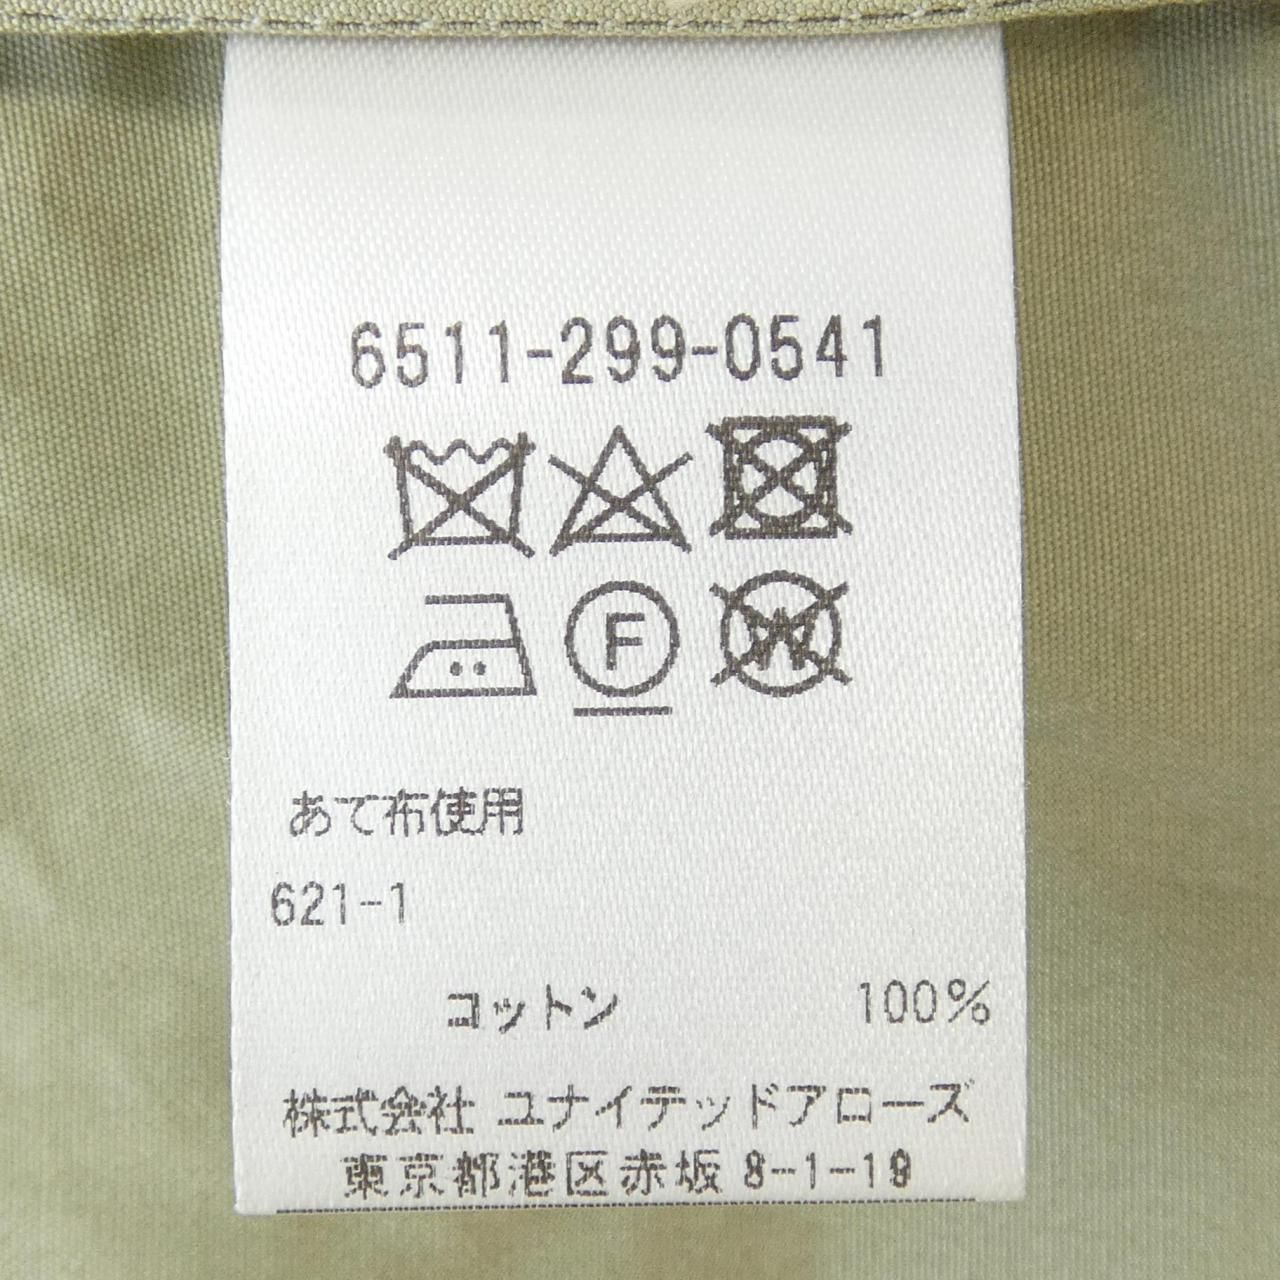 6511-299-0541
F
W
あて布使用
621-1
コットン 100%
株式会社 ユナイテッドアローズ
東京都港区赤坂 8-1-19